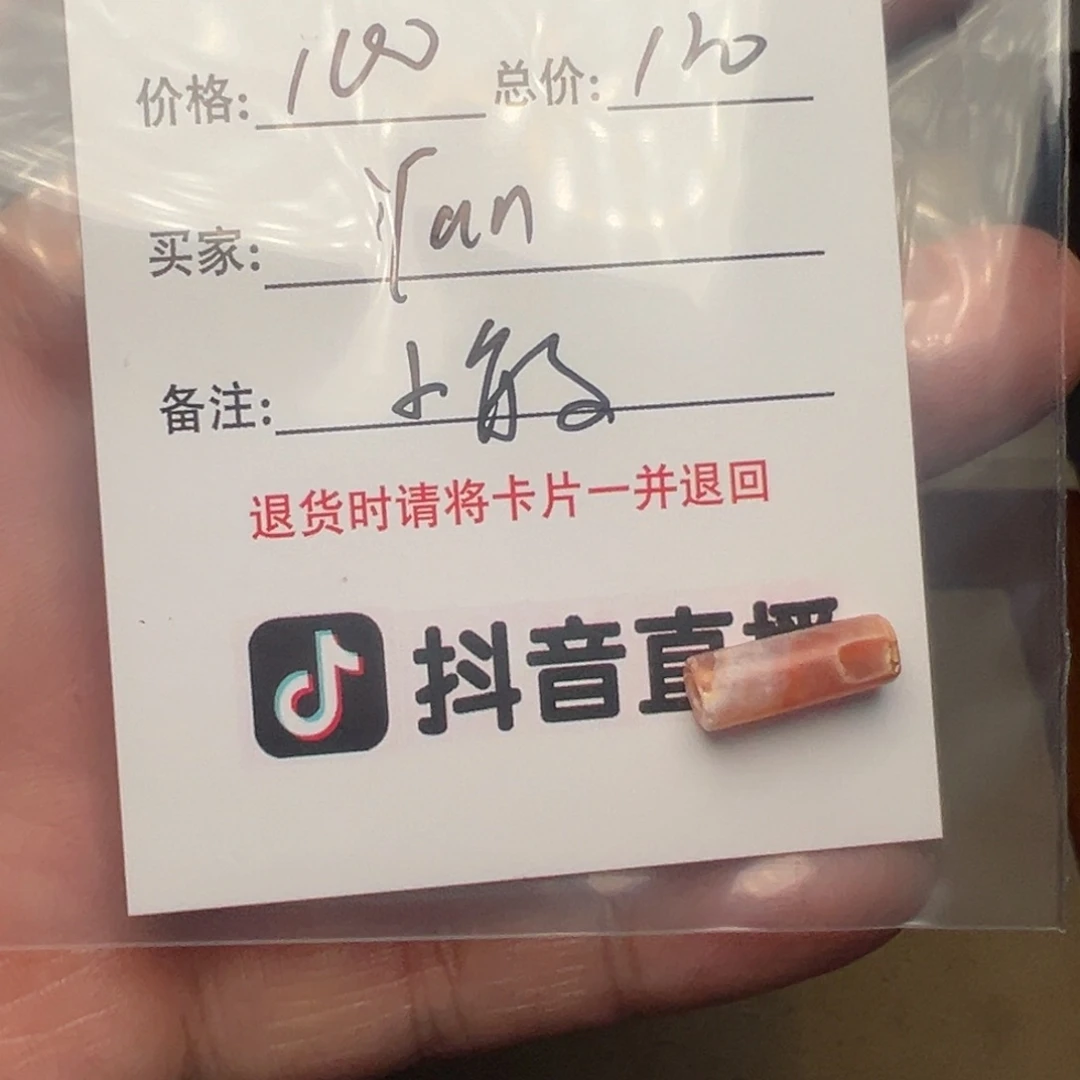 价格: 100 总价: 120
买家: Yan
备注:
退货时请将卡片一并退回
抖音直播